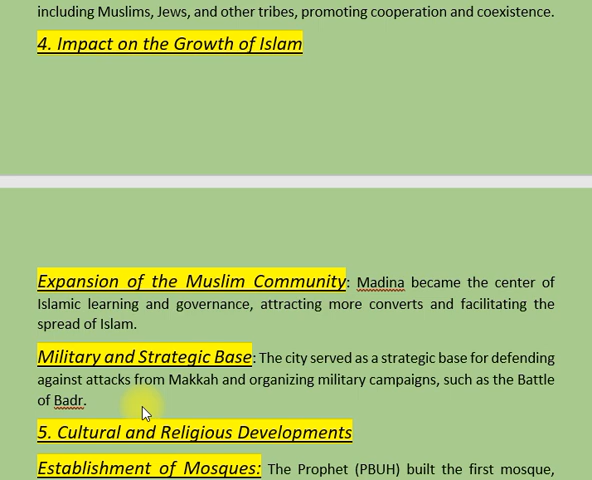 including Muslims, Jews, and other tribes, promoting cooperation and coexistence.
4. Impact on the Growth of Islam
Expansion of the Muslim Community: Madina became the center of
Islamic learning and governance, attracting more converts and facilitating the
spread of Islam.
Military and Strategic Base: The city served as a strategic base for defending
against attacks from Makkah and organizing military campaigns, such as the Battle
of Badr.
5. Cultural and Religious Developments
Establishment of Mosques: The Prophet (PBUH) built the first mosque,